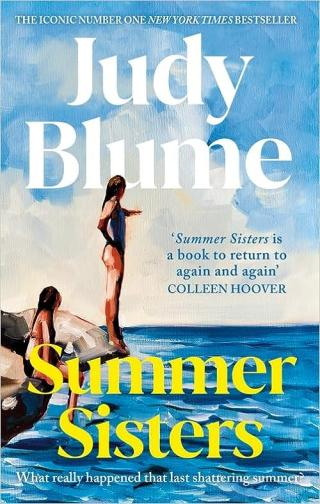 THE ICONIC NUMBER ONE NEW YORK TIMES BESTSELLER
Judy
Blume
‘Summer Sisters is
a book to return to
again and again’
COLLEEN HOOVER
Summer
Sisters
What really happened that last shattering summer?